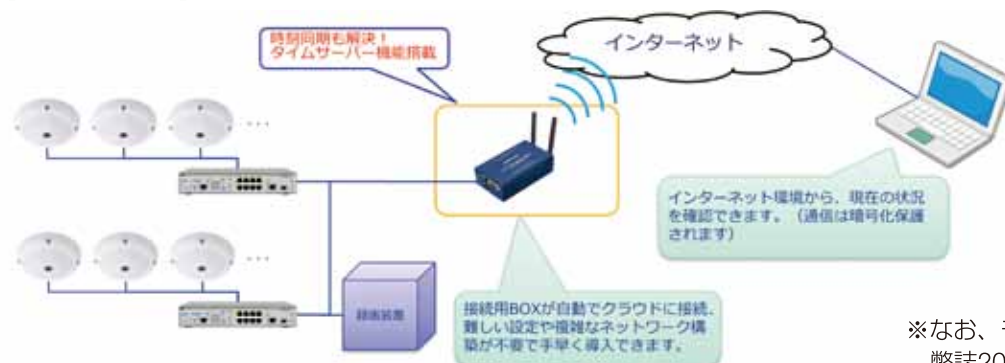 時刻同期も解決！
タイムサーバー機能搭載
インターネット
インターネット環境から、現在の状況
を確認できます。（通信は暗号化保護
されます）
録画装置
接続用BOXが自動でクラウドに接続、
難しい設定や複雑なネットワーク構
築が不要で手早く導入できます。
※なお、
弊誌20